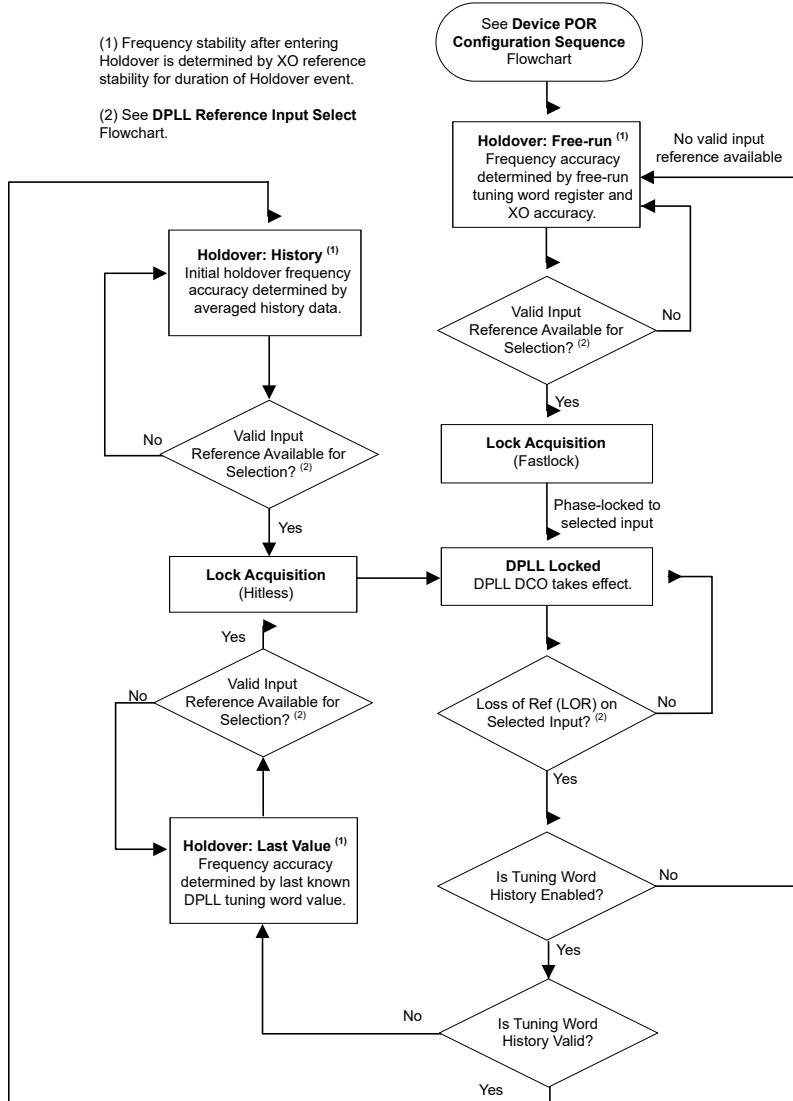 See Device POR
Configuration Sequence
Flowchart
(1) Frequency stability after entering
Holdover is determined by XO reference
stability for duration of Holdover event.
(2) See DPLL Reference Input Select
Flowchart.
Holdover: Free-run (1)
Frequency accuracy
determined by free-run
tuning word register and
XO accuracy.
No valid input
reference available
Holdover: History (1)
Initial holdover frequency
accuracy determined by
averaged history data.
Valid Input
Reference Available for
Selection? (2)
No
Yes
Valid Input
Reference Available for
Selection? (2)
No
Yes
Lock Acquisition
(Fastlock)
Phase-locked to
selected input
Lock Acquisition
(Hitless)
DPLL Locked
DPLL DCO takes effect.
Yes
Valid Input
Reference Available for
Selection? (2)
No
Loss of Ref (LOR) on
Selected Input? (2)
No
Yes
Holdover: Last Value (1)
Frequency accuracy
determined by last known
DPLL tuning word value.
Is Tuning Word
History Enabled?
No
Yes
Is Tuning Word
History Valid?
No
Yes